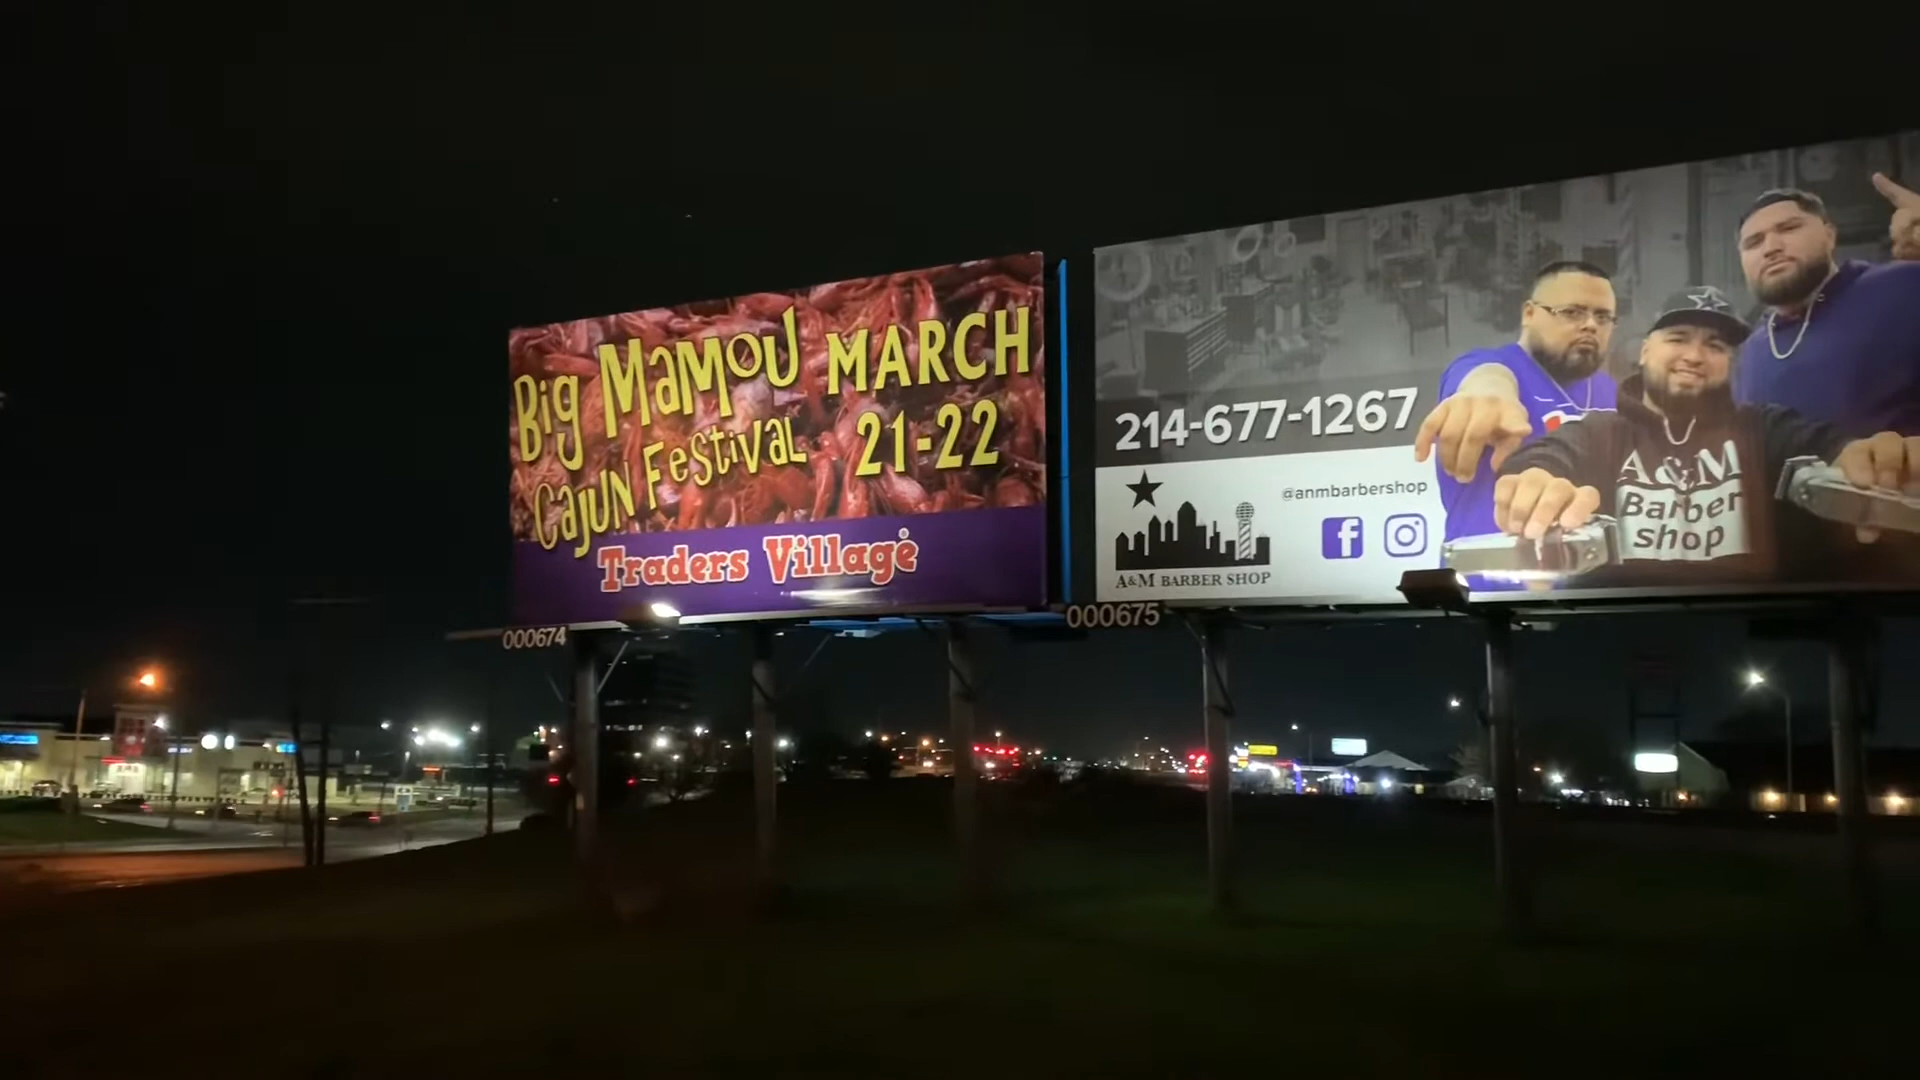 Big MaMoU
CajUN FestivaL
MARCH
21-22
Traders Village®
000674
214-677-1267
@anmbarbershop
A&M BARBER SHOP
A&M
Barber
shop
000675